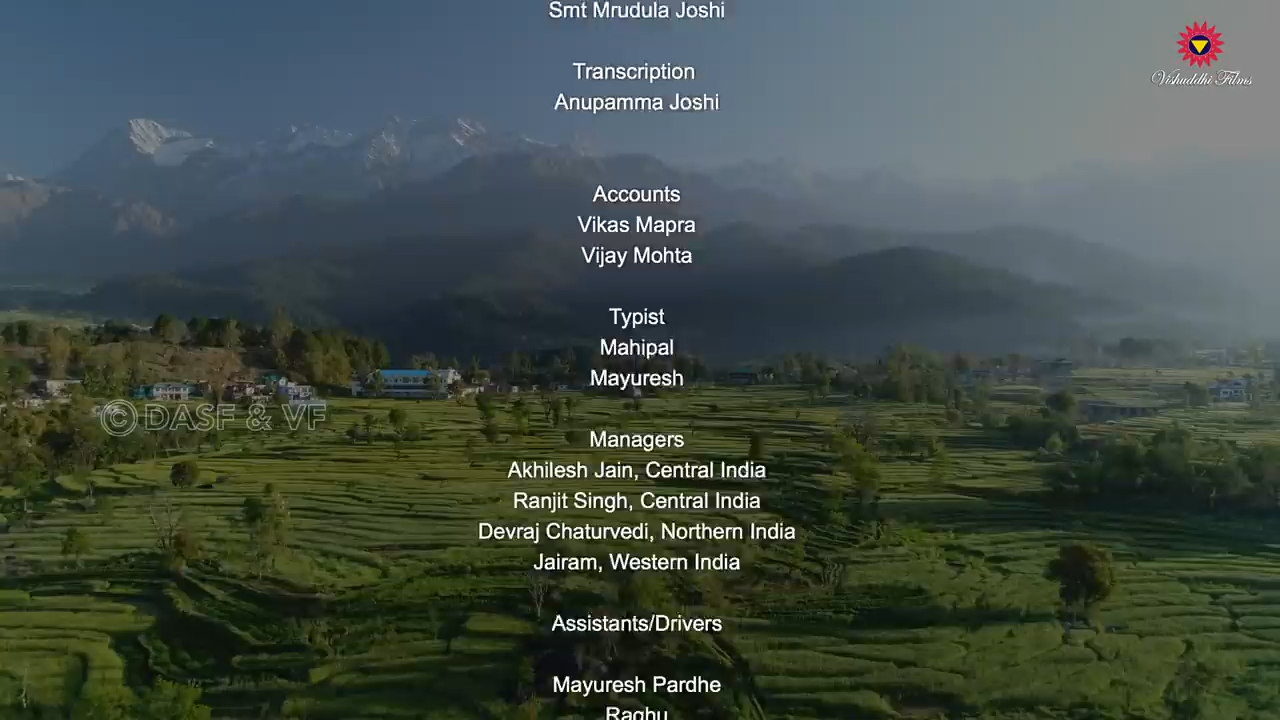 Smt Mrudula Joshi
Vishuddhi Films
Transcription
Anupamma Joshi
Accounts
Vikas Mapra
Vijay Mohta
Typist
Mahipal
Mayuresh
© DASF & VF
Managers
Akhilesh Jain, Central India
Ranjit Singh, Central India
Devraj Chaturvedi, Northern India
Jairam, Western India
Assistants/Drivers
Mayuresh Pardhe
Raghu